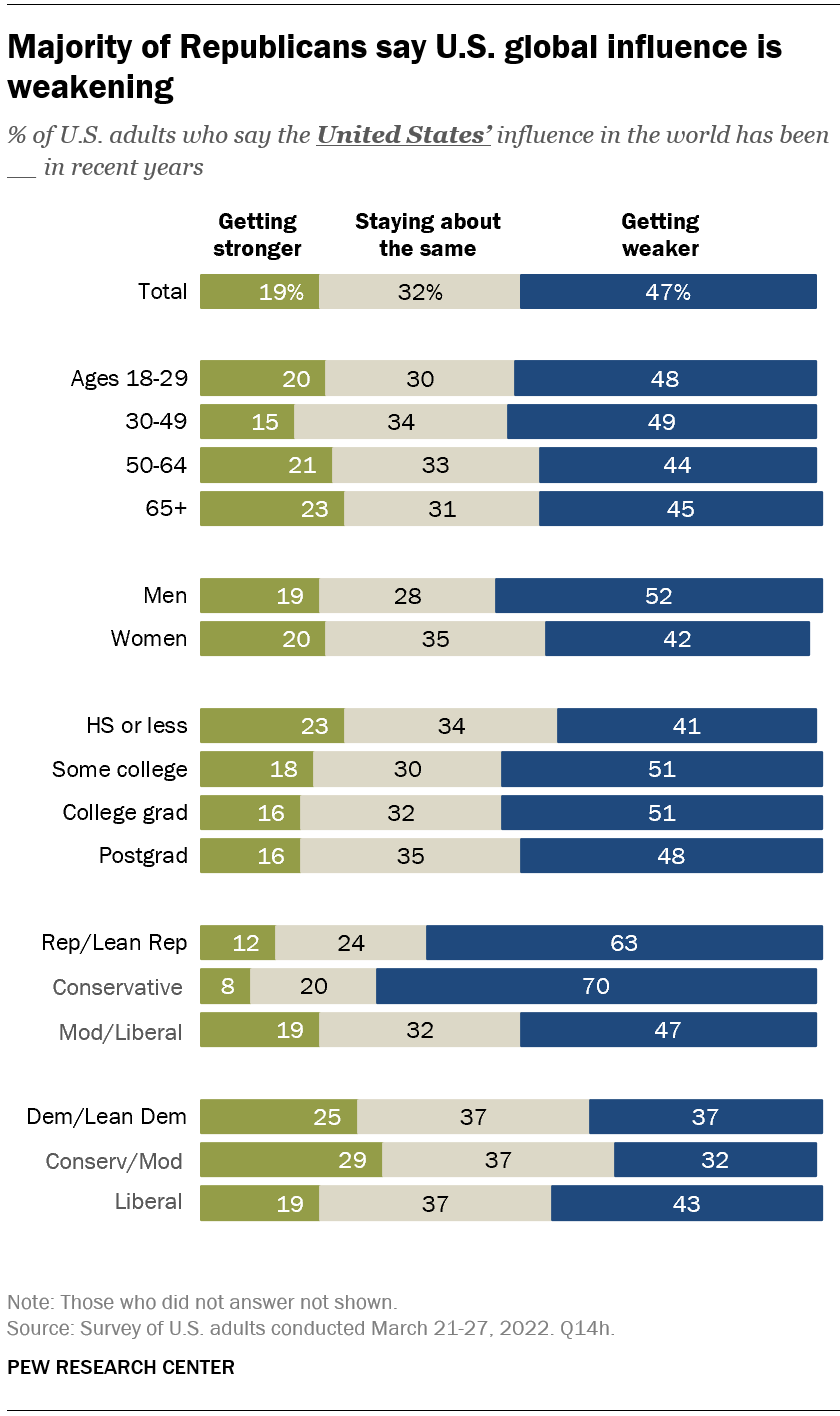 Majority of Republicans say U.S. global influence is
weakening
% of U.S. adults who say the United States’ influence in the world has been
__ in recent years
Getting stronger Staying about the same Getting weaker
Total 19% 32% 47%
Ages 18-29 20 30 48
30-49 15 34 49
50-64 21 33 44
65+ 23 31 45
Men 19 28 52
Women 20 35 42
HS or less 23 34 41
Some college 18 30 51
College grad 16 32 51
Postgrad 16 35 48
Rep/Lean Rep 12 24 63
Conservative 8 20 70
Mod/Liberal 19 32 47
Dem/Lean Dem 25 37 37
Conserv/Mod 29 37 32
Liberal 19 37 43
Note: Those who did not answer not shown.
Source: Survey of U.S. adults conducted March 21-27, 2022. Q14h.
PEW RESEARCH CENTER